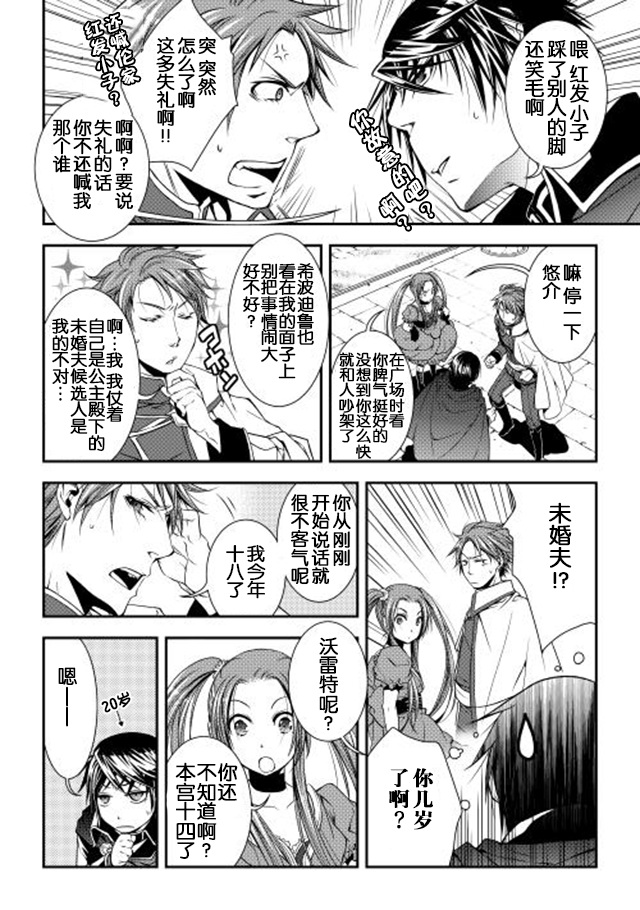 喂 红发小子
踩了别人的脚
还笑毛啊
你故意的吧？
啊？
突 突然
怎么了啊
这多失礼啊!!
还喊伦家
红发小子？
啊啊？要说
失礼的话
你不还喊我
那个谁
嘛 停一下
悠介
在广场时看
你脾气挺好的
没想到你这么快
就和人吵架了
希波迪鲁也
看在我的面子上
别把事情闹大
好不好？
コホン
啊…我 我仗着
自己是公主殿下的
未婚夫候选人是
我的不对…
未婚夫!?
你几岁
了啊？
你从刚刚
开始说话就
很不客气呢
我今年
十八了
沃雷特呢？
你还
不知道啊？
本宫十四了
20岁
嗯——